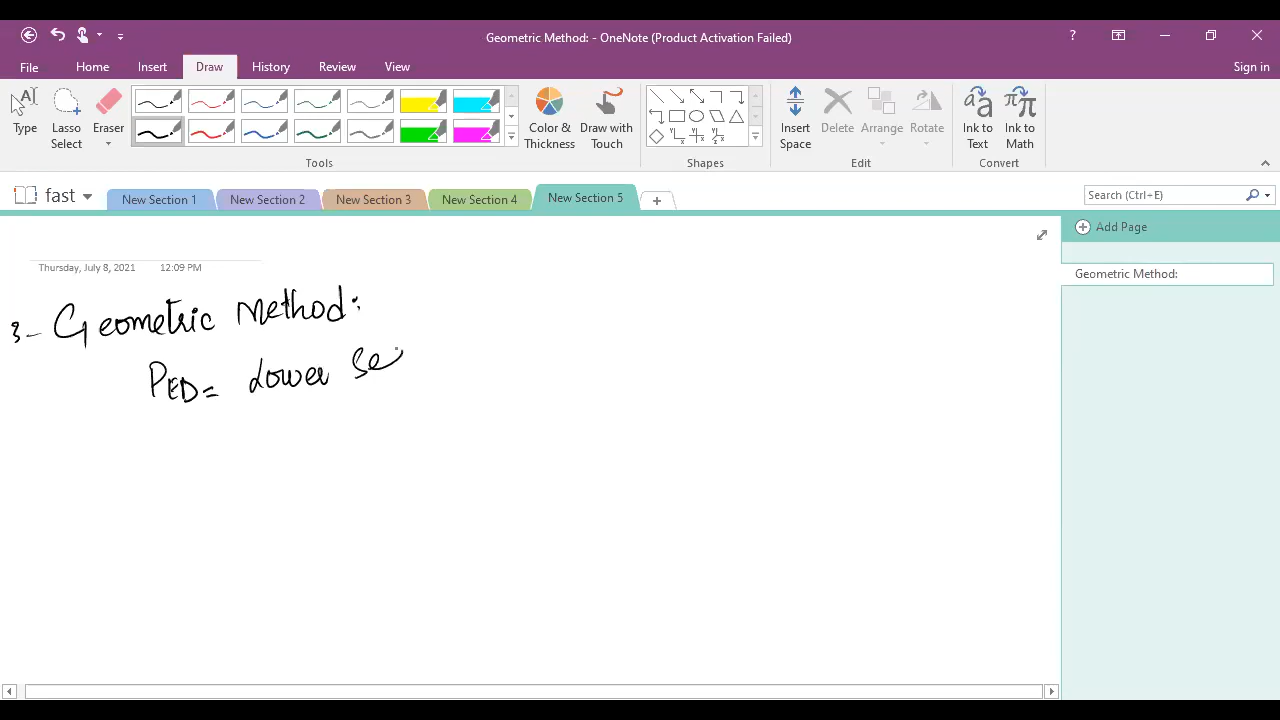 Geometric Method: - OneNote (Product Activation Failed)
?
File Home Insert Draw History Review View Sign in
Type
Lasso Select
Eraser
Color & Thickness
Draw with Touch
Insert Space
Delete
Arrange
Rotate
Ink to Text
Ink to Math
Tools Shapes Edit Convert
fast New Section 1 New Section 2 New Section 3 New Section 4 New Section 5 Search (Ctrl+E)
Add Page
Geometric Method:
Thursday, July 8, 2021 12:09 PM
3- Geometric Method:
PED= Lower Se